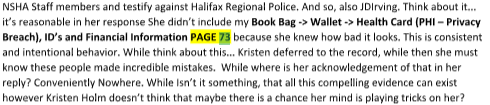 NSHA Staff members and testify against Halifax Regional Police. And so, also JDIrving. Think about it…
it's reasonable in her response She didn't include my Book Bag -> Wallet -> Health Card (PHI – Privacy
Breach), ID's and Financial Information PAGE 73 because she knew how bad it looks. This is consistent
and intentional behavior. While think about this… Kristen deferred to the record, while then she must
know these people made incredible mistakes.  While where is her acknowledgement of that in her
reply? Conveniently Nowhere. While Isn't it something, that all this compelling evidence can exist
however Kristen Holm doesn't think that maybe there is a chance her mind is playing tricks on her?